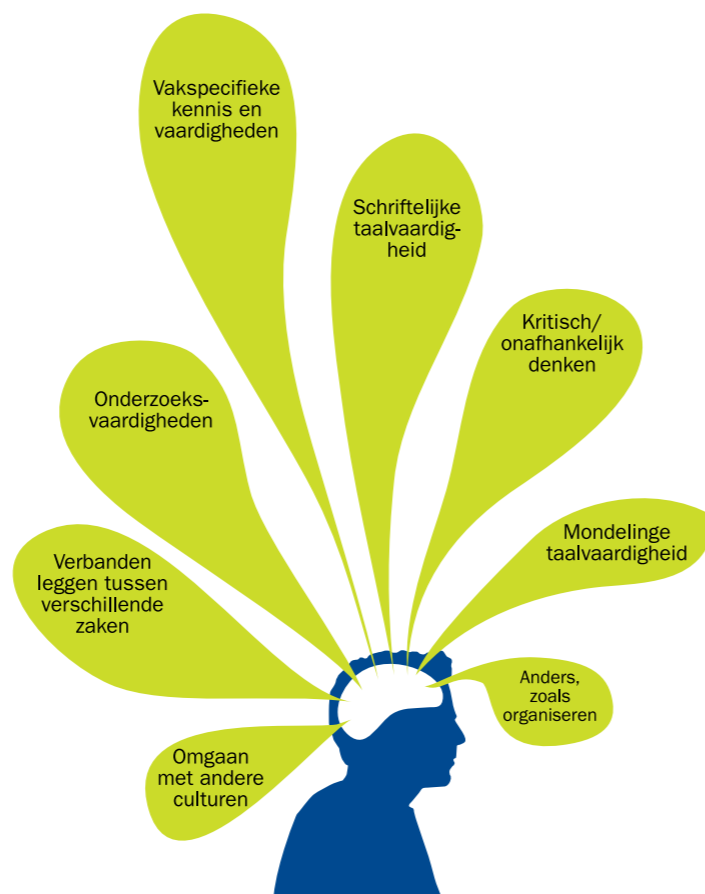 Vakspecifieke
kennis en
vaardigheden
Schriftelijke
taalvaardig-
heid
Kritisch/
onafhankelijk
denken
Onderzoeks-
vaardigheden
Mondelinge
taalvaardigheid
Verbanden
leggen tussen
verschillende
zaken
Anders,
zoals
organiseren
Omgaan
met andere
culturen